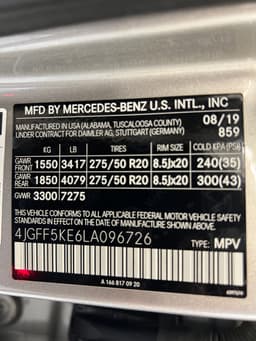 MFD BY MERCEDES-BENZ U.S. INTL., INC
MANUFACTURED IN USA (ALABAMA, TUSCALOOSA COUNTY) 08/19
UNDER CONTRACT FOR DAIMLER AG, STUTTGART (GERMANY) 859
KG LB TIRES RIM SIZE COLD KPA (PSI)
GAWR FRONT 1550 3417 275/50 R20 8.5Jx20 240(35)
GAWR REAR 1850 4079 275/50 R20 8.5Jx20 300(43)
GVWR 3300 7275
THIS VEHICLE CONFORMS TO ALL APPLICABLE FEDERAL MOTOR VEHICLE SAFETY
STANDARDS IN EFFECT ON THE DATE OF MANUFACTURE SHOWN ABOVE.
4JGFF5KE6LA096726 TYPE: MPV
A 166 817 09 20